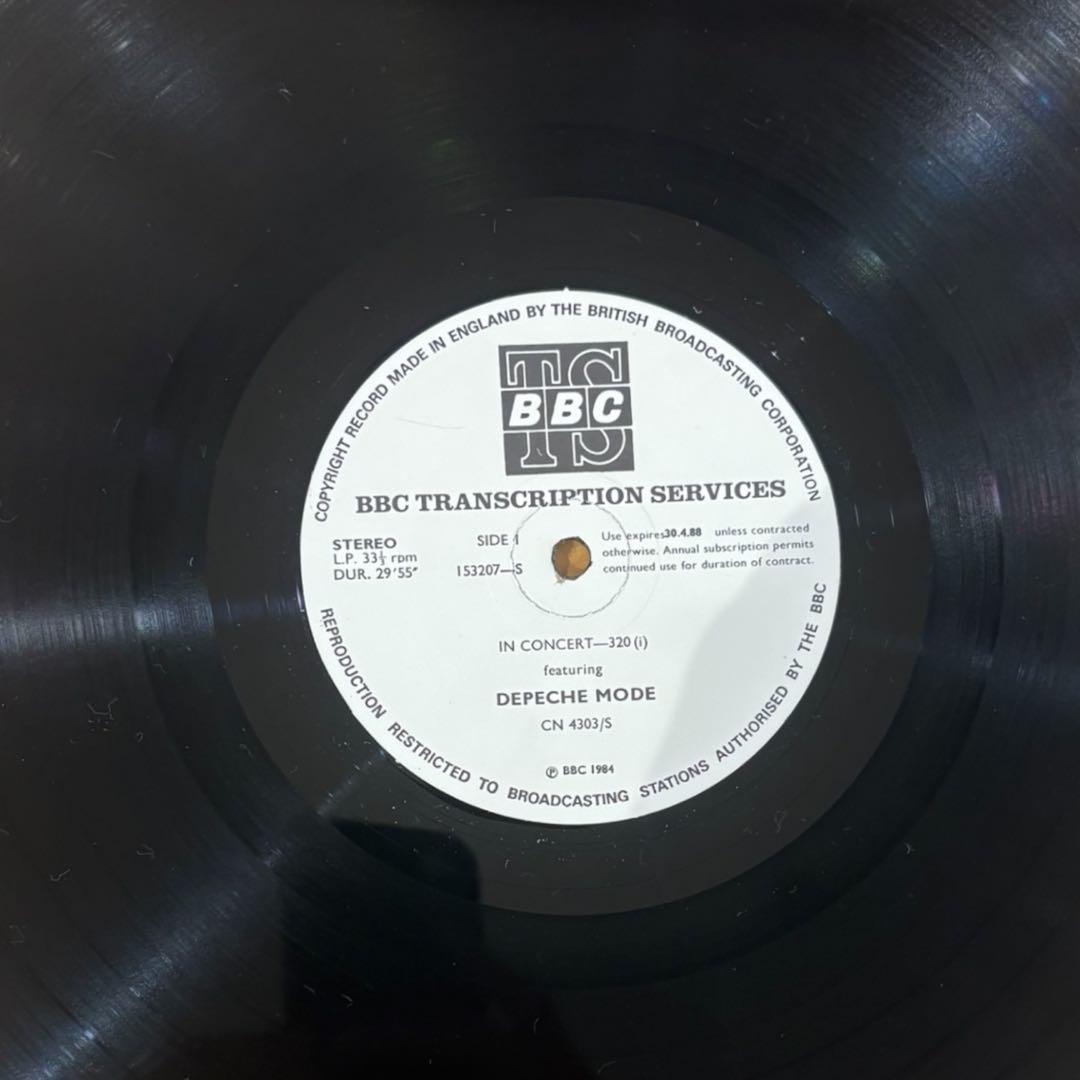 COPYRIGHT RECORD MADE IN ENGLAND BY THE BRITISH BROADCASTING CORPORATION
TS
BBC
TS
BBC TRANSCRIPTION SERVICES
STEREO
L.P. 33⅓ rpm
DUR. 29'55"
SIDE 1
153207—S
Use expires 30.4.88 unless contracted
otherwise. Annual subscription permits
continued use for duration of contract.
IN CONCERT—320 (i)
featuring
DEPECHE MODE
CN 4303/S
℗ BBC 1984
REPRODUCTION RESTRICTED TO BROADCASTING STATIONS AUTHORISED BY THE BBC